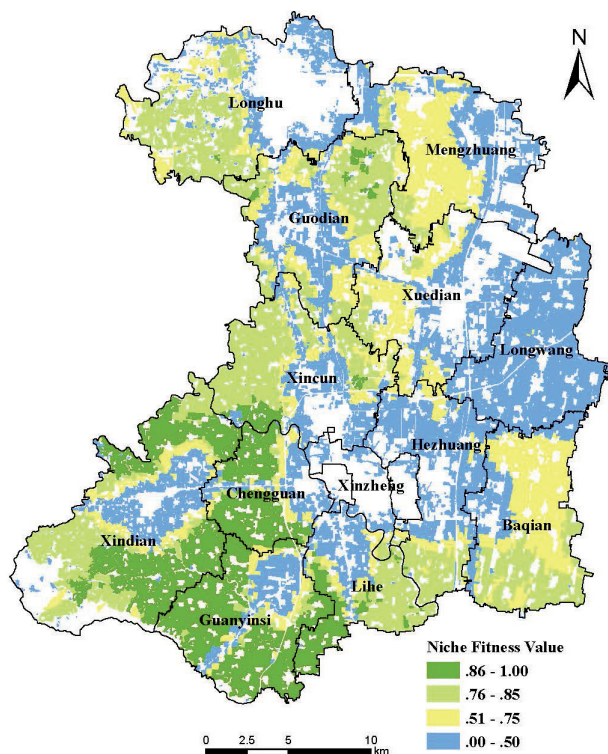 N
Longhu
Mengzhuang
Guodian
Xuedian
Longwang
Xincun
Hezhuang
Chengguan
Xinzheng
Baqian
Xindian
Lihe
Guanyinsi
Niche Fitness Value
.86 - 1.00
.76 - .85
.51 - .75
.00 - .50
0 2.5 5 10
km